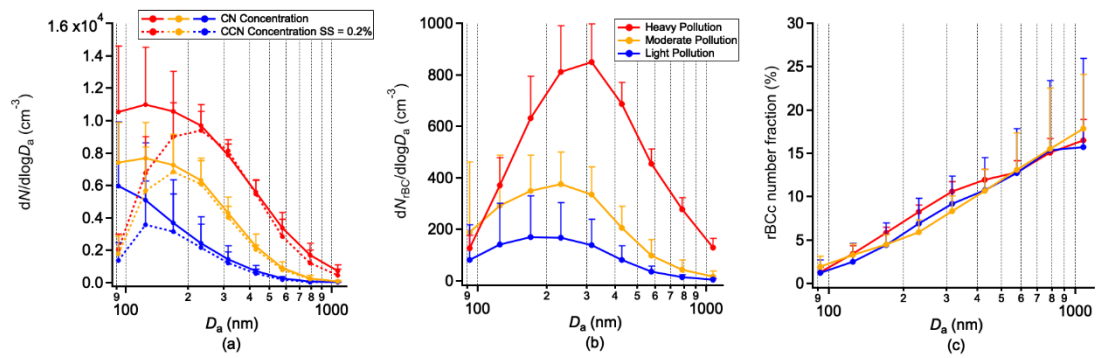 1.6 x10⁴
1.4
1.2
1.0
0.8
0.6
0.4
0.2
0.0
dN/dlogDa (cm⁻³)
CN Concentration
CCN Concentration SS = 0.2%
9 100 2 3 4 5 6 7 8 9 1000
Da (nm)
(a)
1000
800
600
400
200
0
dNrBC/dlogDa (cm⁻³)
Heavy Pollution
Moderate Pollution
Light Pollution
9 100 2 3 4 5 6 7 8 9 1000
Da (nm)
(b)
30
25
20
15
10
5
0
rBCc number fraction (%)
9 100 2 3 4 5 6 7 8 9 1000
Da (nm)
(c)